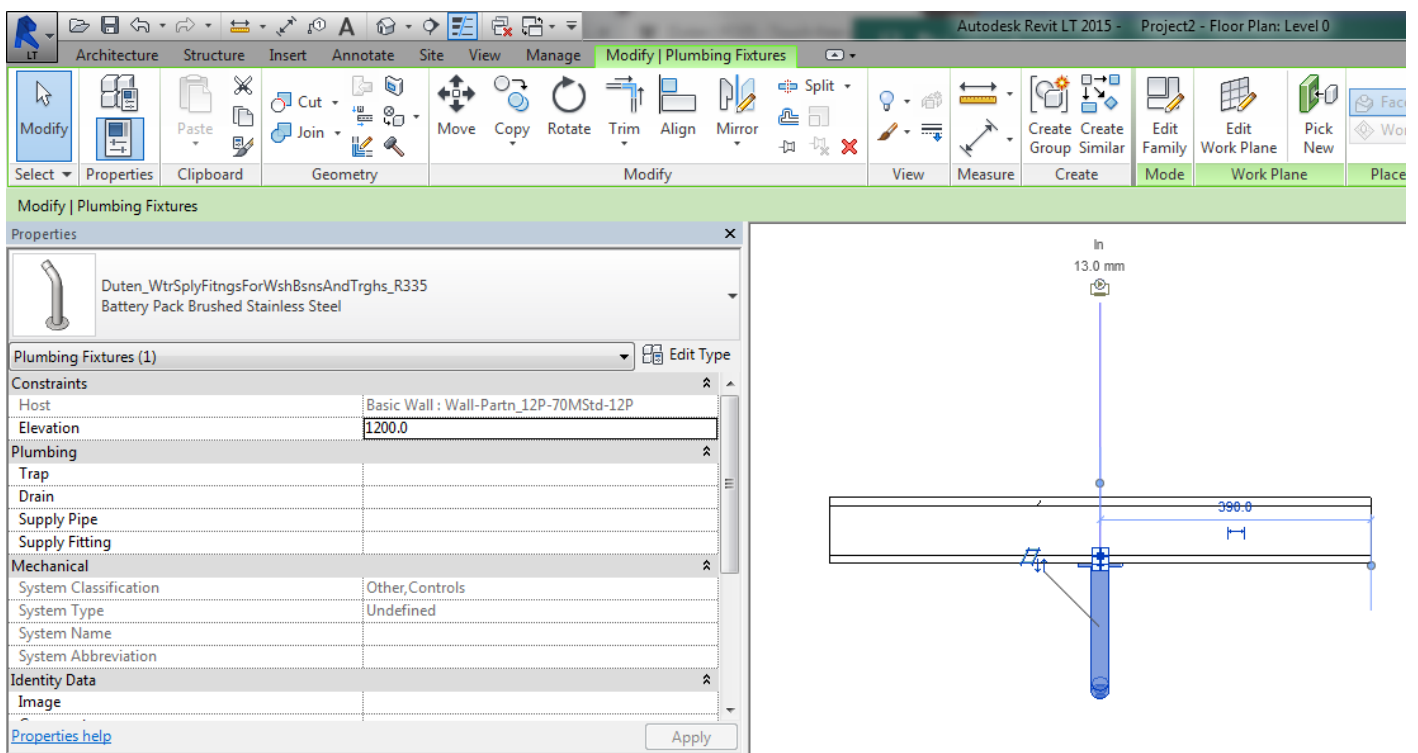 Autodesk Revit LT 2015 - Project2 - Floor Plan: Level 0
LT Architecture Structure Insert Annotate Site View Manage Modify | Plumbing Fixtures
Modify Paste Cut Join Move Copy Rotate Trim Align Mirror Split Create Group Create Similar Edit Family Edit Work Plane Pick New Face
Select Properties Clipboard Geometry Modify View Measure Create Mode Work Plane Place
Modify | Plumbing Fixtures
Properties
Duten_WtrSplyFitngsForWshBsnsAndTrghs_R335
Battery Pack Brushed Stainless Steel
Plumbing Fixtures (1) Edit Type
Constraints
Host Basic Wall : Wall-Partn_12P-70MStd-12P
Elevation 1200.0
Plumbing
Trap
Drain
Supply Pipe
Supply Fitting
Mechanical
System Classification Other,Controls
System Type Undefined
System Name
System Abbreviation
Identity Data
Image
Properties help Apply
In
13.0 mm
390.0